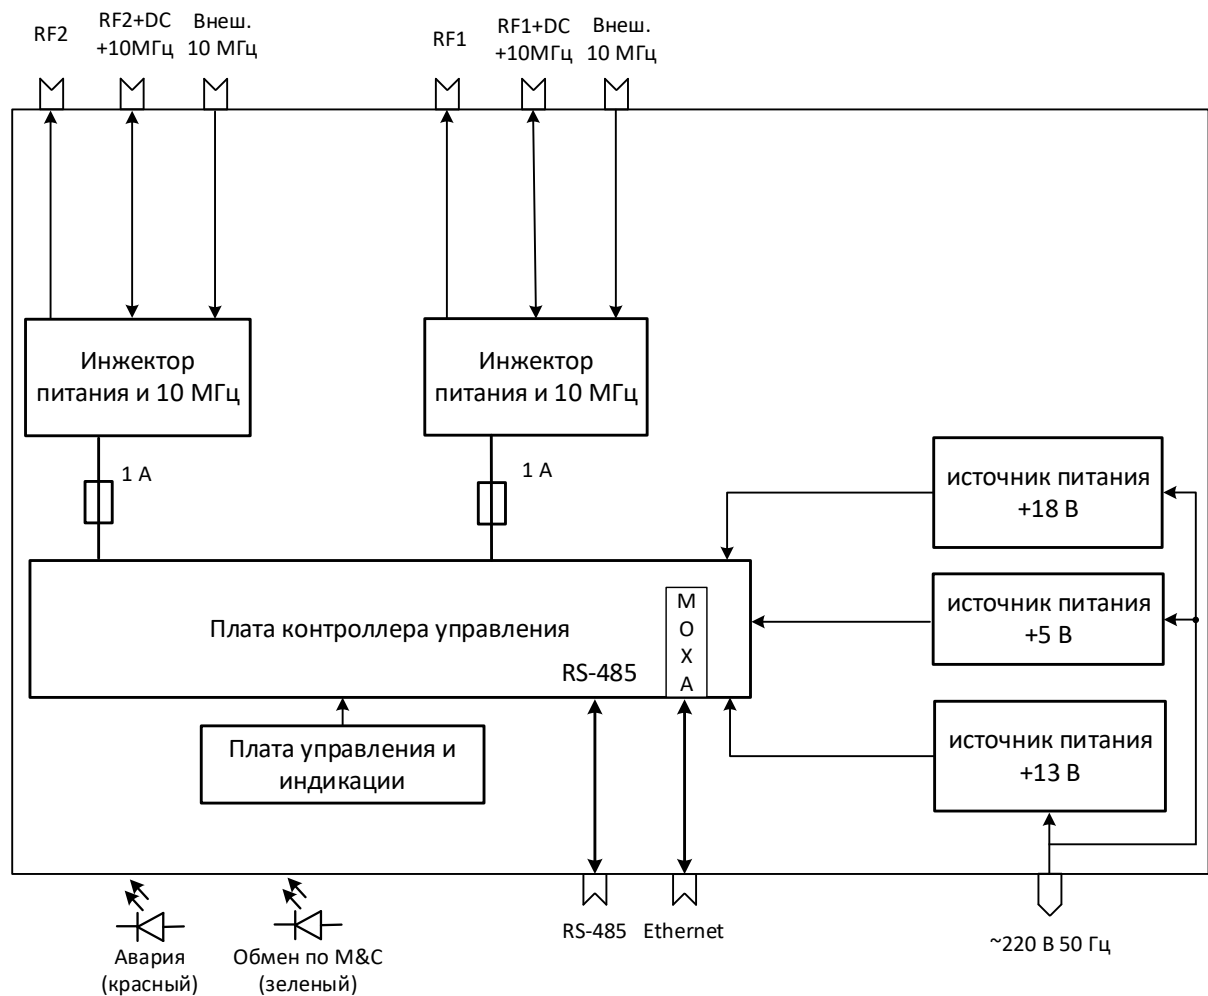 RF2
RF2+DC
+10МГц
Внеш.
10 МГц
RF1
RF1+DC
+10МГц
Внеш.
10 МГц
Инжектор
питания и 10 МГц
Инжектор
питания и 10 МГц
1 А
1 А
источник питания
+18 В
источник питания
+5 В
источник питания
+13 В
Плата контроллера управления
RS-485
М
О
Х
А
Плата управления и
индикации
Авария
(красный)
Обмен по М&С
(зеленый)
RS-485
Ethernet
~220 В 50 Гц